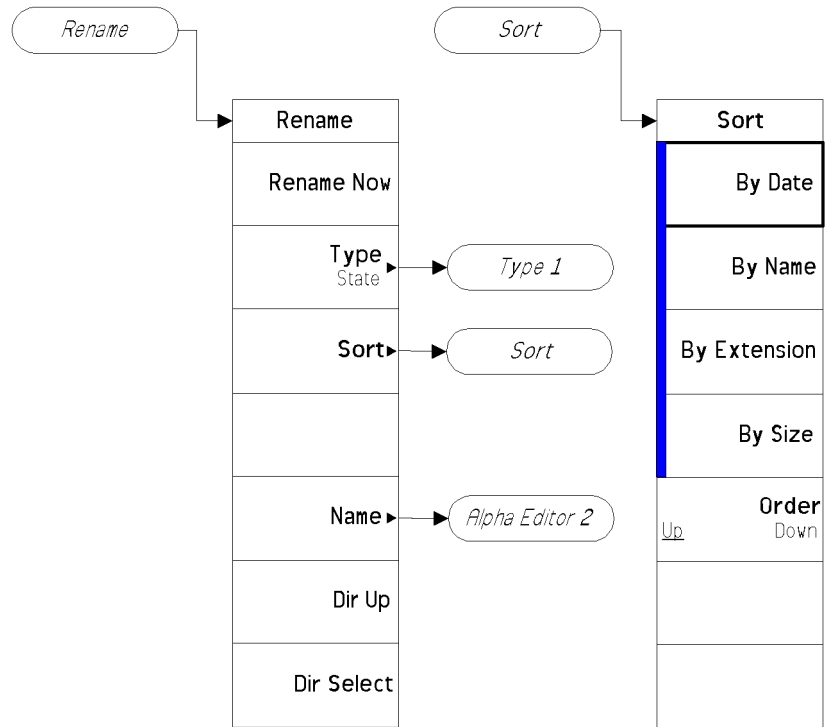 Rename
Rename
Rename Now
Type
State
Type 1
Sort
Sort
Name
Alpha Editor 2
Dir Up
Dir Select
Sort
Sort
By Date
By Name
By Extension
By Size
Order
Up Down